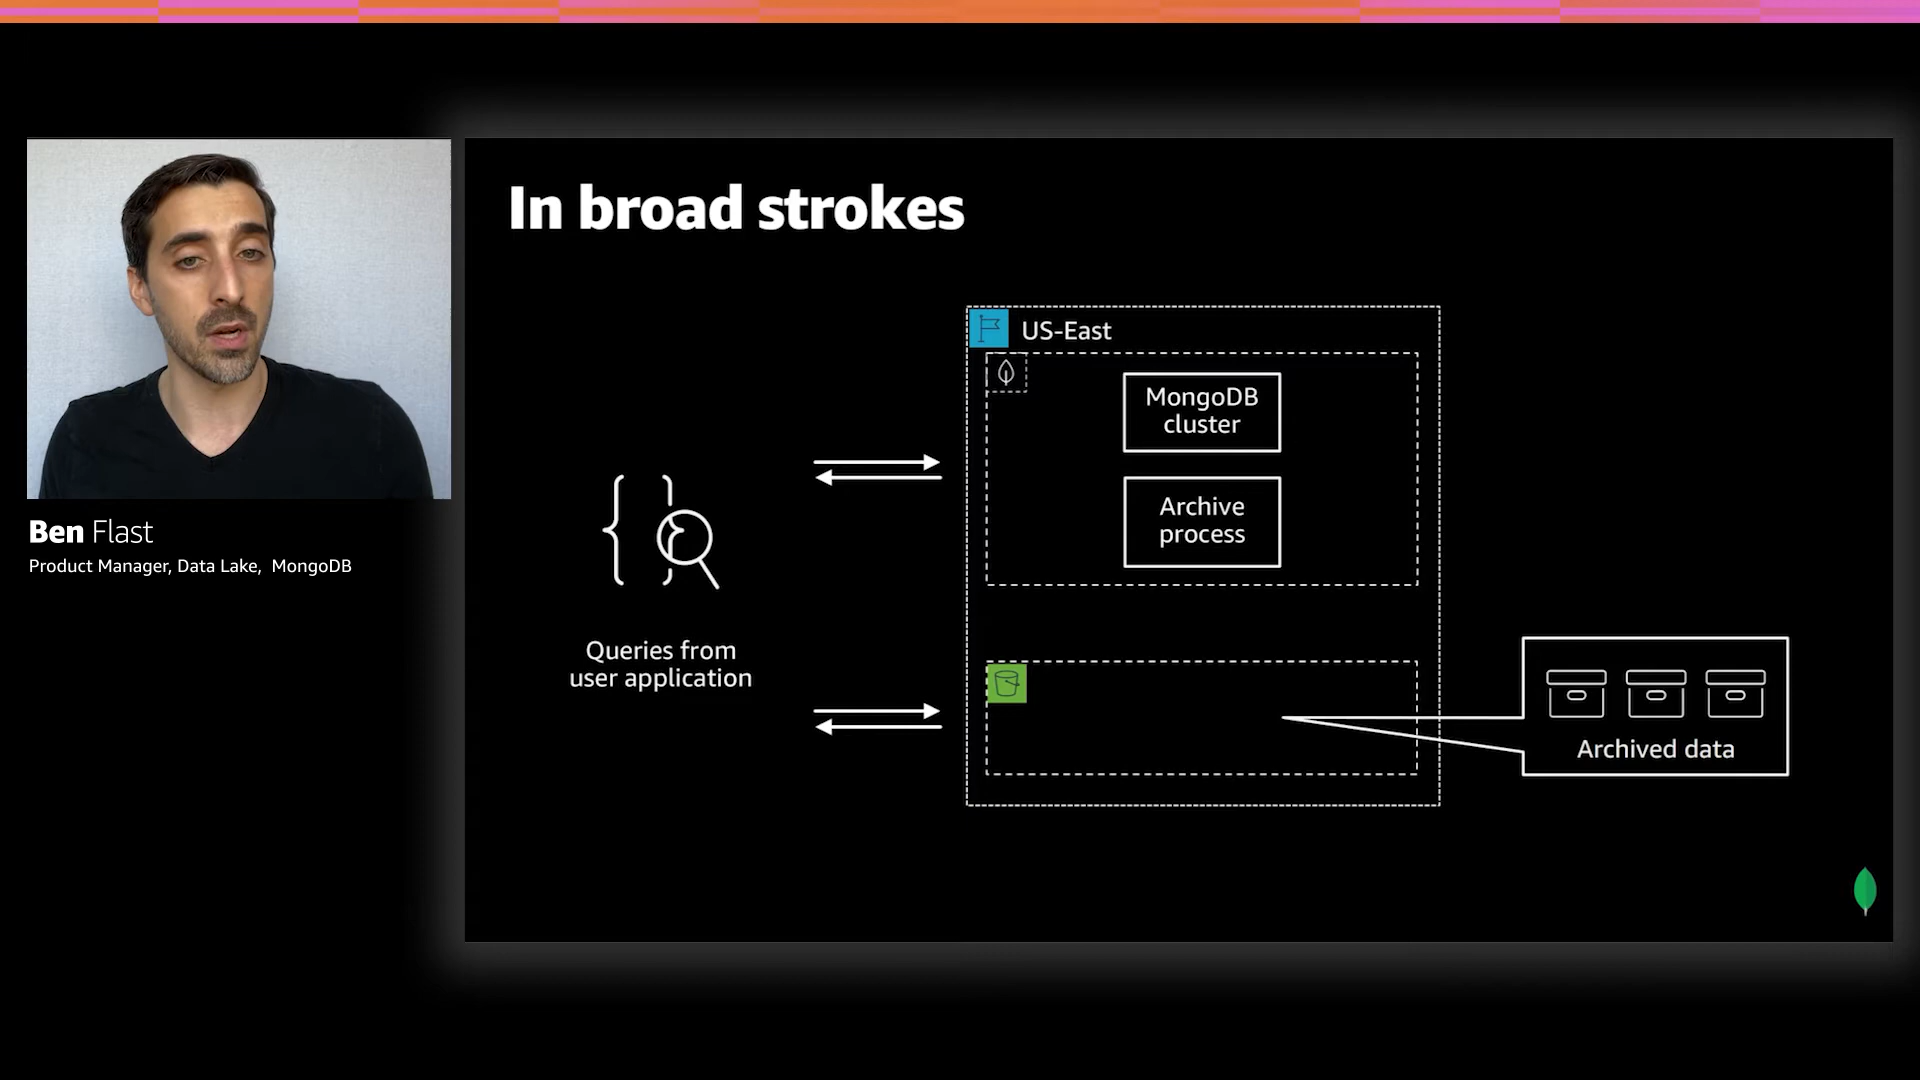 In broad strokes
US-East
MongoDB
cluster
Archive
process
Queries from
user application
Archived data
Ben Flast
Product Manager, Data Lake, MongoDB